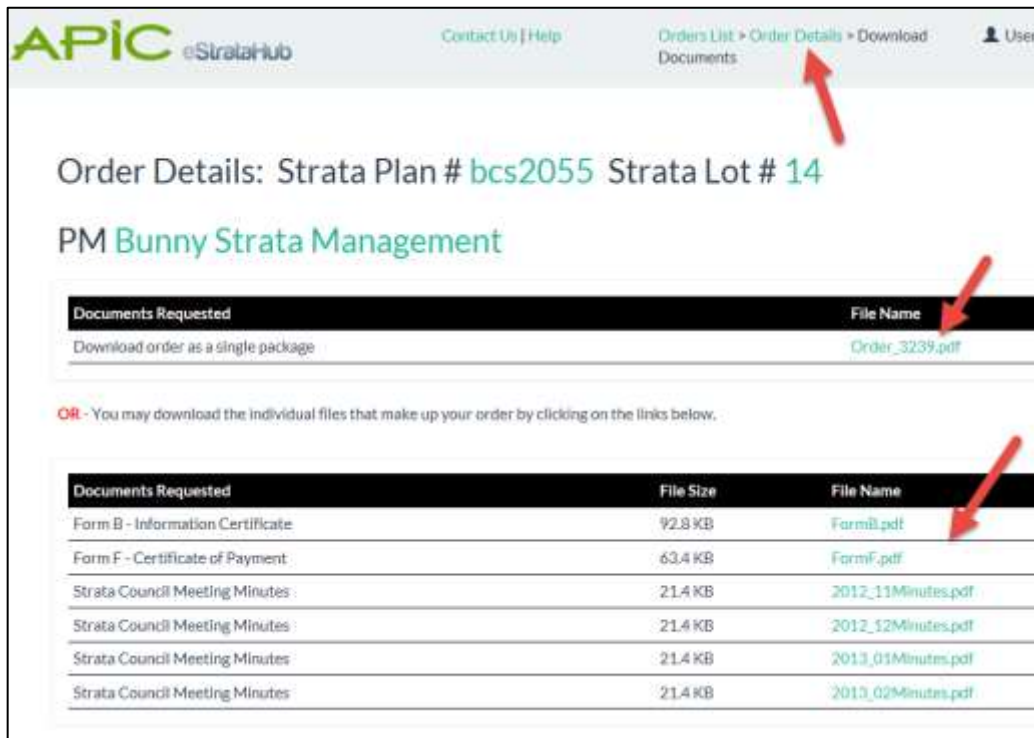 APIC eStrataHub
Contact Us | Help
Orders List > Order Details > Download
Documents
User
Order Details: Strata Plan # bcs2055 Strata Lot # 14
PM Bunny Strata Management
Documents Requested File Name
Download order as a single package Order_3239.pdf
OR - You may download the individual files that make up your order by clicking on the links below.
Documents Requested File Size File Name
Form B - Information Certificate 92.8 KB FormB.pdf
Form F - Certificate of Payment 63.4 KB FormF.pdf
Strata Council Meeting Minutes 21.4 KB 2012_11Minutes.pdf
Strata Council Meeting Minutes 21.4 KB 2012_12Minutes.pdf
Strata Council Meeting Minutes 21.4 KB 2013_01Minutes.pdf
Strata Council Meeting Minutes 21.4 KB 2013_02Minutes.pdf